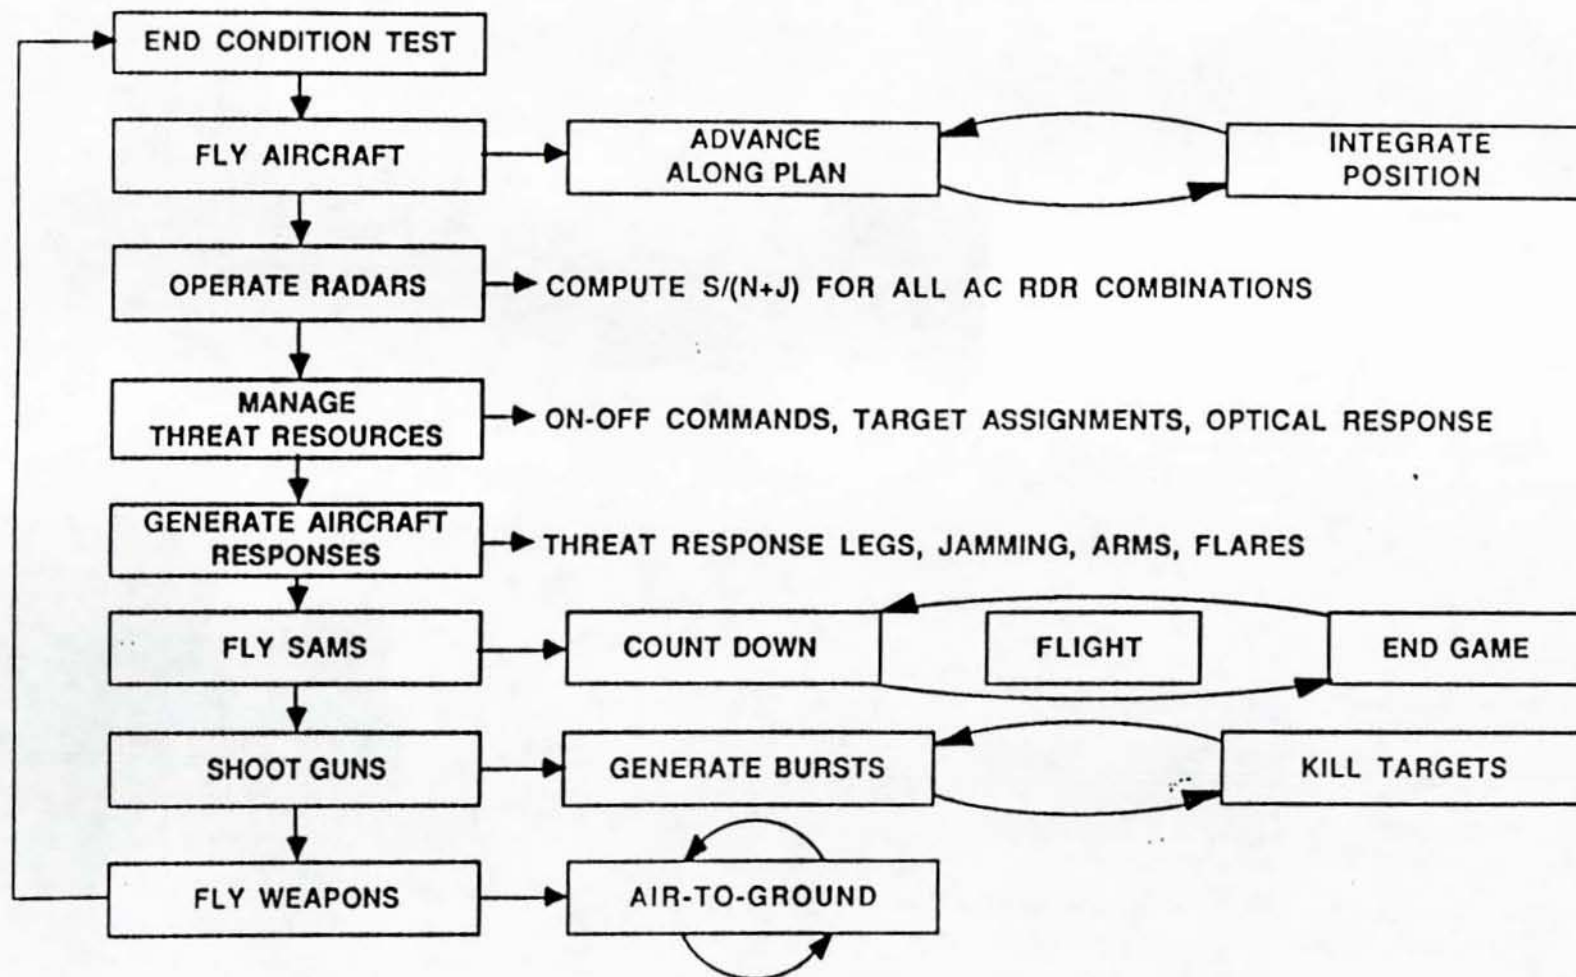 END CONDITION TEST
FLY AIRCRAFT
ADVANCE
ALONG PLAN
INTEGRATE
POSITION
OPERATE RADARS
COMPUTE S/(N+J) FOR ALL AC RDR COMBINATIONS
MANAGE
THREAT RESOURCES
ON-OFF COMMANDS, TARGET ASSIGNMENTS, OPTICAL RESPONSE
GENERATE AIRCRAFT
RESPONSES
THREAT RESPONSE LEGS, JAMMING, ARMS, FLARES
FLY SAMS
COUNT DOWN
FLIGHT
END GAME
SHOOT GUNS
GENERATE BURSTS
KILL TARGETS
FLY WEAPONS
AIR-TO-GROUND